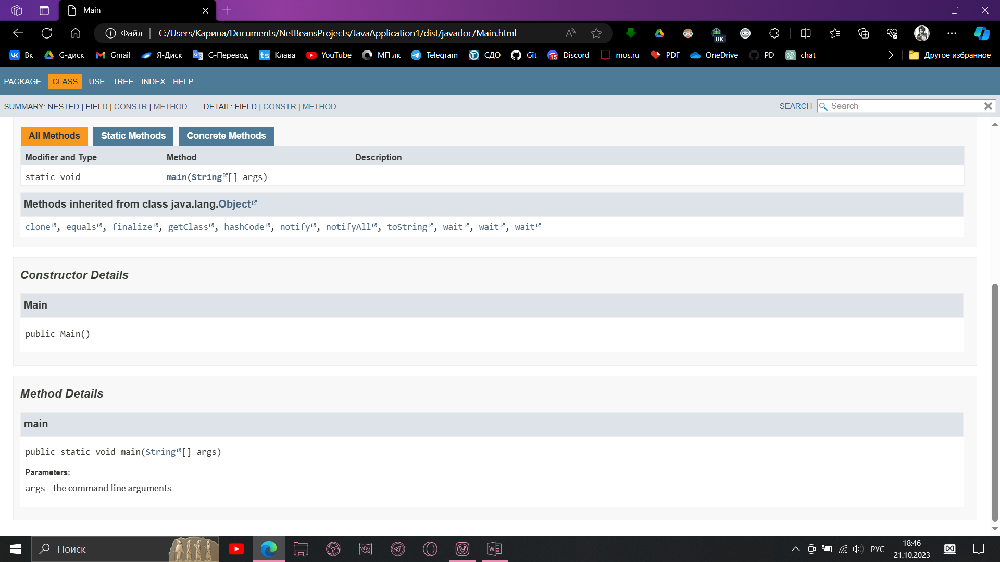 Main
Файл
C:/Users/Карина/Documents/NetBeansProjects/JavaApplication1/dist/javadoc/Main.html
UK
Вк G-диск Gmail Я-Диск G-Перевод ts Клава YouTube МП лк Telegram СДО Git 15 Discord mos.ru PDF OneDrive PD chat Другое избранное
PACKAGE CLASS USE TREE INDEX HELP
SUMMARY: NESTED | FIELD | CONSTR | METHOD DETAIL: FIELD | CONSTR | METHOD SEARCH Search
All Methods Static Methods Concrete Methods
Modifier and Type Method Description
static void main(String[] args)
Methods inherited from class java.lang.Object
clone, equals, finalize, getClass, hashCode, notify, notifyAll, toString, wait, wait, wait
Constructor Details
Main
public Main()
Method Details
main
public static void main(String[] args)
Parameters:
args - the command line arguments
Поиск
РУС
18:46
21.10.2023